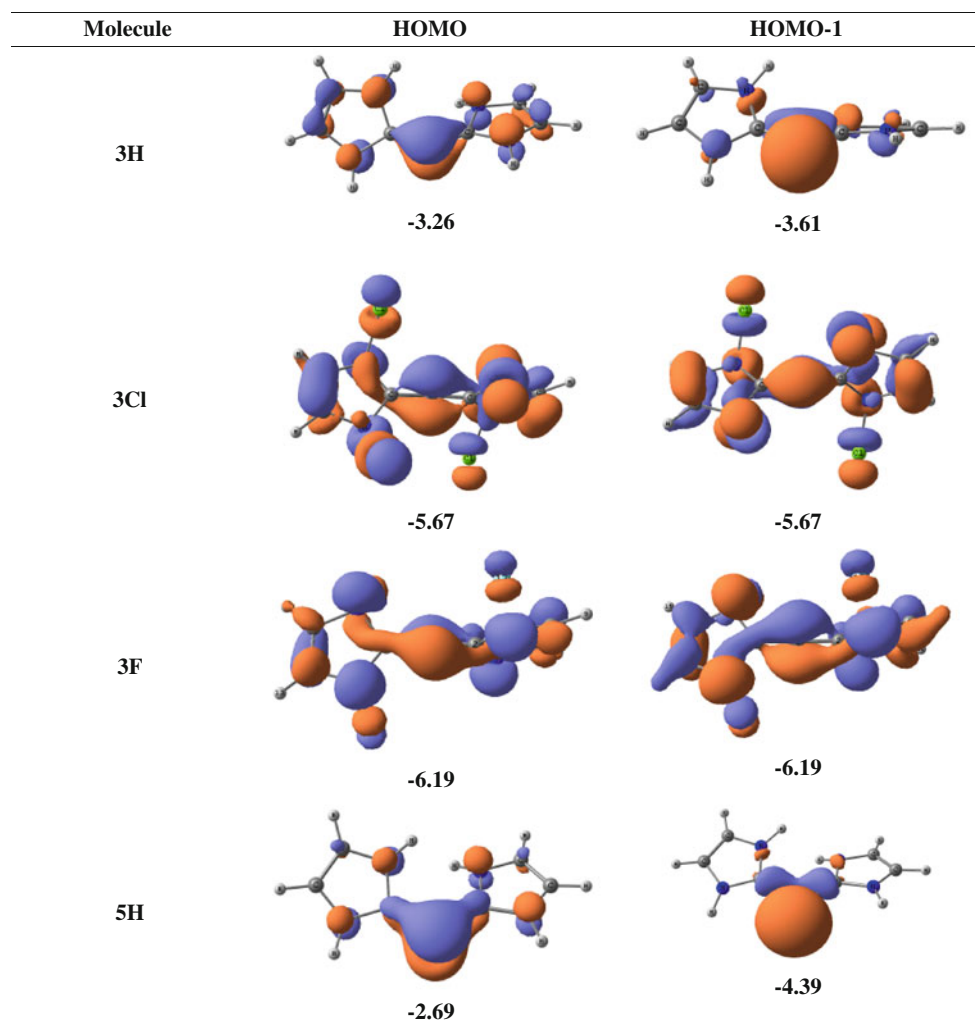 Molecule HOMO HOMO-1
3H
-3.26 -3.61
3Cl
-5.67 -5.67
3F
-6.19 -6.19
5H
-2.69 -4.39